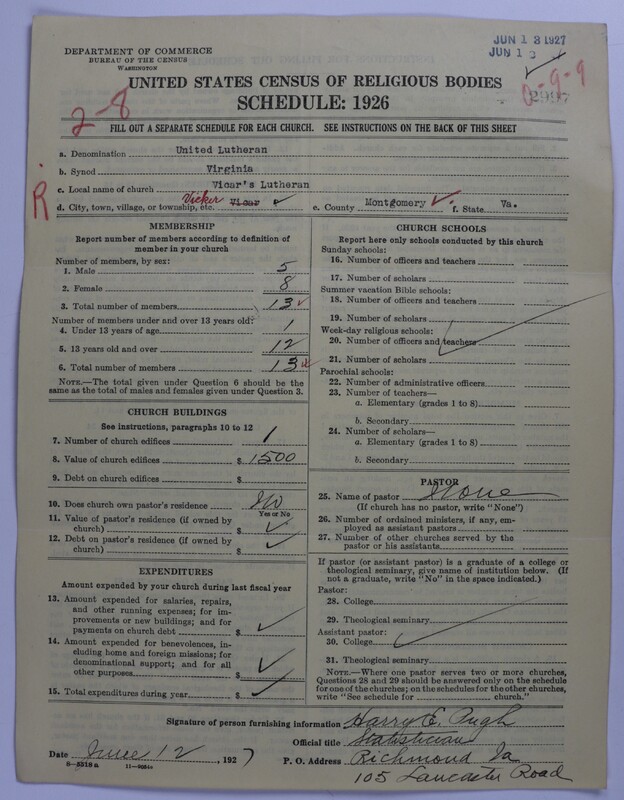 JUN 13 1927
JUN 13
DEPARTMENT OF COMMERCE
BUREAU OF THE CENSUS
WASHINGTON
UNITED STATES CENSUS OF RELIGIOUS BODIES
SCHEDULE: 1926
2-8
0-9-9
FILL OUT A SEPARATE SCHEDULE FOR EACH CHURCH. SEE INSTRUCTIONS ON THE BACK OF THIS SHEET
a. Denomination United Lutheran
b. Synod Virginia
c. Local name of church Vicar's Lutheran
R
d. City, town, village, or township, etc. Vicker Vicar e. County Montgomery f. State Va.
MEMBERSHIP
Report number of members according to definition of
member in your church
Number of members, by sex:
1. Male 5
2. Female 8
3. Total number of members 13
Number of members under and over 13 years old:
4. Under 13 years of age 1
5. 13 years old and over 12
6. Total number of members 13
NOTE.—The total given under Question 6 should be
same as the total of males and females given under Question 3.
CHURCH BUILDINGS
See instructions, paragraphs 10 to 12
7. Number of church edifices 1
8. Value of church edifices $ 1500
9. Debt on church edifices $
10. Does church own pastor's residence No
Yes or No
11. Value of pastor's residence (if owned by
church) $
12. Debt on pastor's residence (if owned by
church) $
EXPENDITURES
Amount expended by your church during last fiscal year
13. Amount expended for salaries, repairs,
and other running expenses; for im-
provements or new buildings; and for
payments on church debt $
14. Amount expended for benevolences, in-
cluding home and foreign missions; for
denominational support; and for all
other purposes $
15. Total expenditures during year $
CHURCH SCHOOLS
Report here only schools conducted by this church
Sunday schools:
16. Number of officers and teachers
17. Number of scholars
Summer vacation Bible schools:
18. Number of officers and teachers
19. Number of scholars
Week-day religious schools:
20. Number of officers and teachers
21. Number of scholars
Parochial schools:
22. Number of administrative officers
23. Number of teachers—
a. Elementary (grades 1 to 8)
b. Secondary
24. Number of scholars—
a. Elementary (grades 1 to 8)
b. Secondary
PASTOR
25. Name of pastor None
(If church has no pastor, write "None")
26. Number of ordained ministers, if any, em-
ployed as assistant pastors
27. Number of other churches served by the
pastor or his assistants
If pastor (or assistant pastor) is a graduate of a college or
theological seminary, give name of institution below. (If
not a graduate, write "No" in the space indicated.)
Pastor:
28. College
29. Theological seminary
Assistant pastor:
30. College
31. Theological seminary
NOTE.—Where one pastor serves two or more churches,
Questions 28 and 29 should be answered only on the schedule
for one of the churches; on the schedules for the other churches,
write "See schedule for church."
Signature of person furnishing information Harry E. Pugh
Official title Statistician
Date June 12, 1927 P. O. Address Richmond Va
105 Lancaster Road
8-5318 a